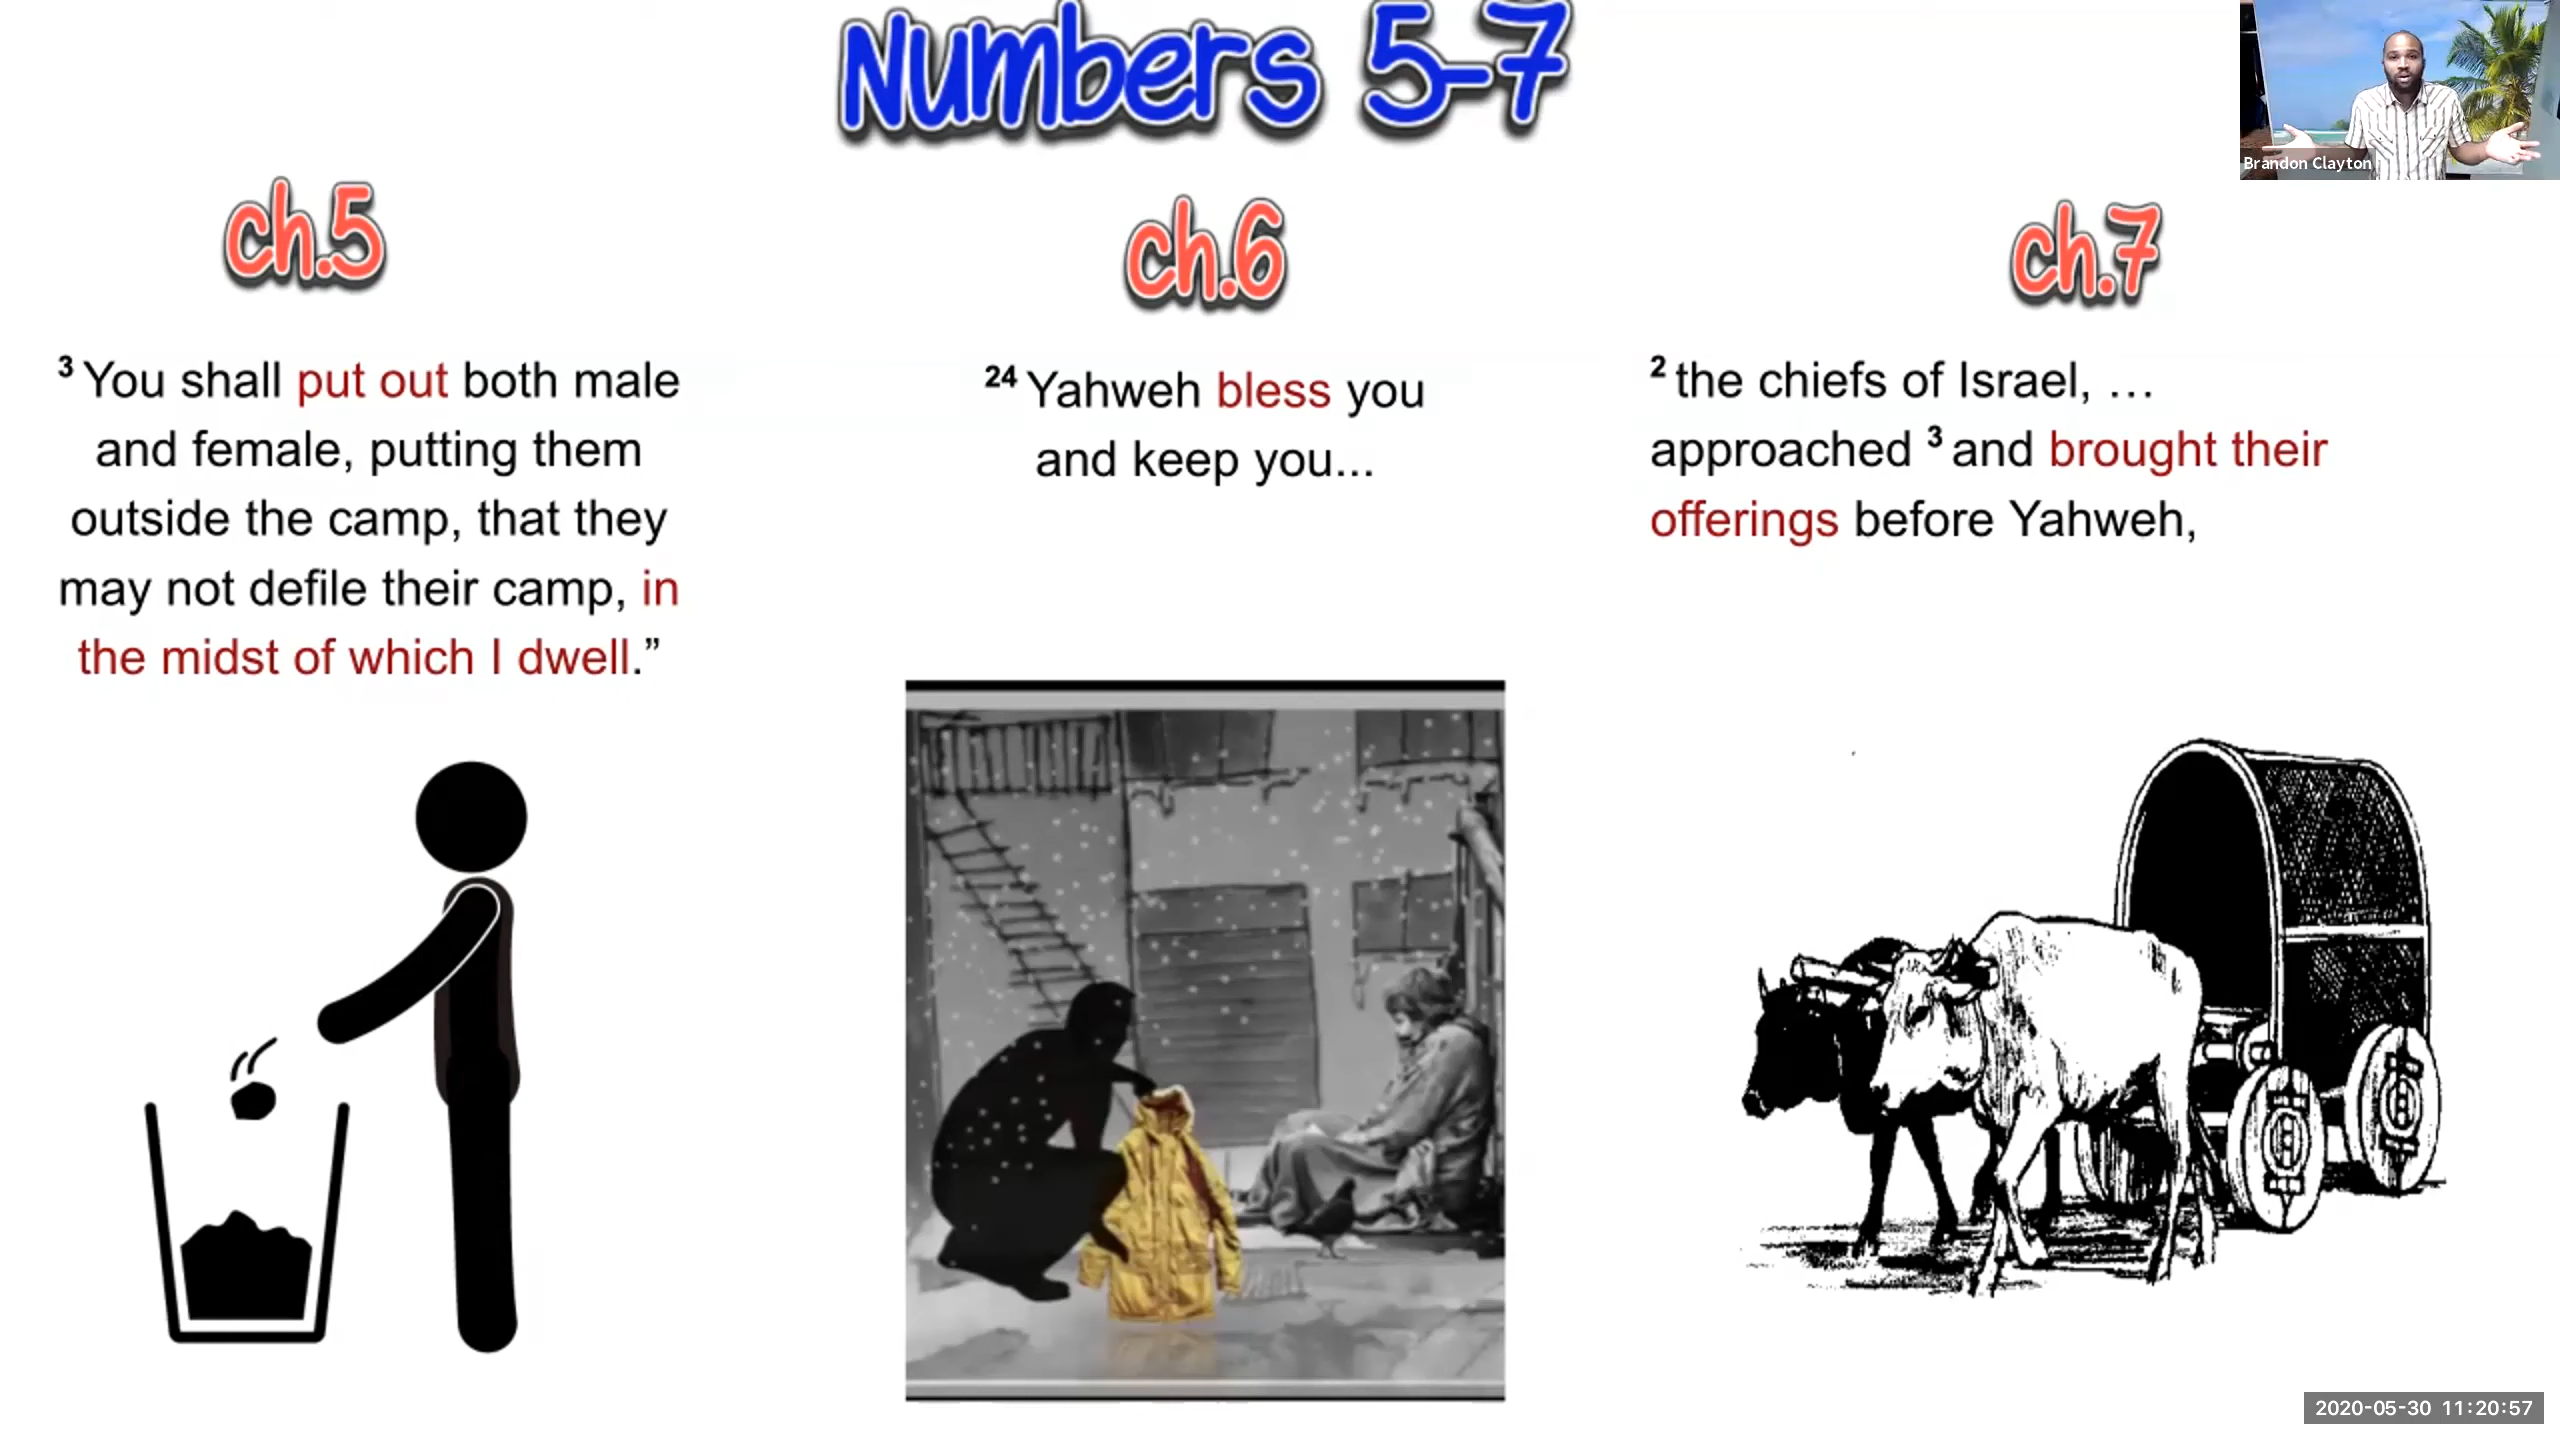 Numbers 5-7
Brandon Clayton
ch.5
³ You shall put out both male
and female, putting them
outside the camp, that they
may not defile their camp, in
the midst of which I dwell.”
ch.6
²⁴ Yahweh bless you
and keep you...
ch.7
² the chiefs of Israel, …
approached ³ and brought their
offerings before Yahweh,
2020-05-30 11:20:57